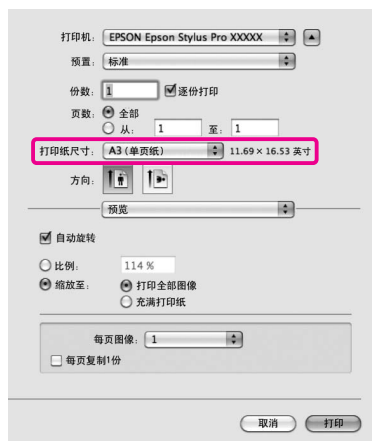 打印机: EPSON Epson Stylus Pro XXXXX
预置: 标准
份数: 1 逐份打印
页数: 全部
从: 1 至: 1
打印纸尺寸: A3 (单页纸) 11.69 × 16.53 英寸
方向:
预览
自动旋转
比例: 114 %
缩放至: 打印全部图像
充满打印纸
每页图像: 1
每页复制1份
取消 打印